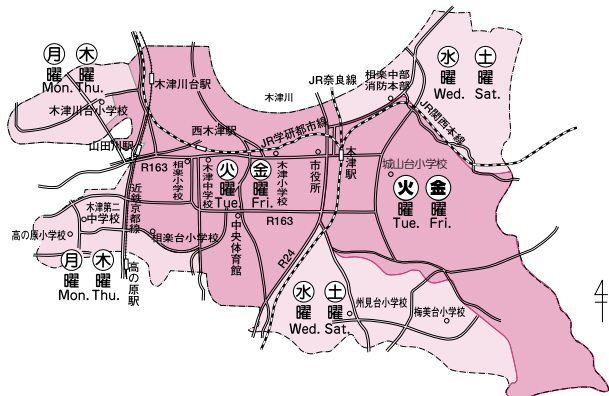 月 木
曜 曜
Mon. Thu.
木津川台小学校
木津川台駅
木津川
JR奈良線
相楽中部
消防本部
水 土
曜 曜
Wed. Sat.
JR関西本線
西木津駅
JR学研都市線
山田川駅
R163
相楽小学校
木津中学校
火 金
曜 曜
Tue. Fri.
木津小学校
市役所
木津駅
城山台小学校
火 金
曜 曜
Tue. Fri.
近鉄京都線
木津第二
中学校
高の原小学校
相楽台小学校
中央体育館
R163
R24
月 木
曜 曜
Mon. Thu.
高の原駅
水 土
曜 曜
Wed. Sat.
州見台小学校
梅美台小学校
4